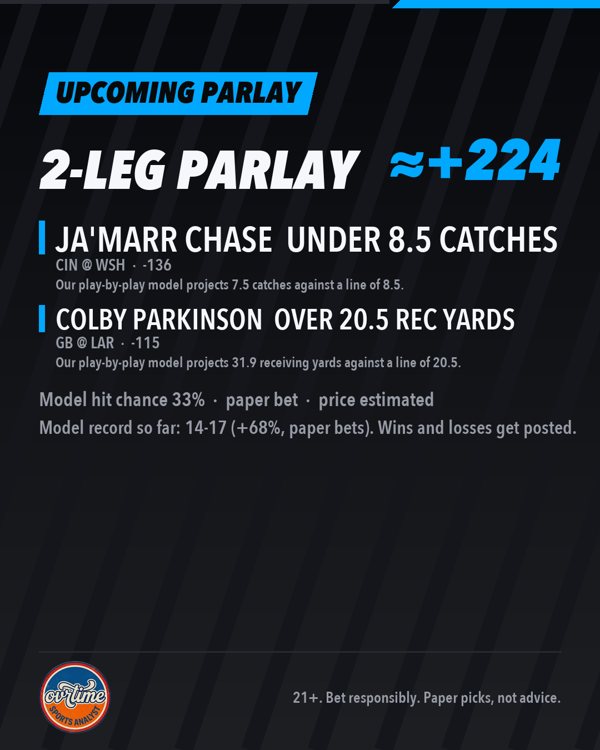 UPCOMING PARLAY
2-LEG PARLAY ≈+224
JA'MARR CHASE UNDER 8.5 CATCHES
CIN @ WSH · -136
Our play-by-play model projects 7.5 catches against a line of 8.5.
COLBY PARKINSON OVER 20.5 REC YARDS
GB @ LAR · -115
Our play-by-play model projects 31.9 receiving yards against a line of 20.5.
Model hit chance 33% · paper bet · price estimated
Model record so far: 14-17 (+68%, paper bets). Wins and losses get posted.
ovrtime
SPORTS ANALYST
21+. Bet responsibly. Paper picks, not advice.